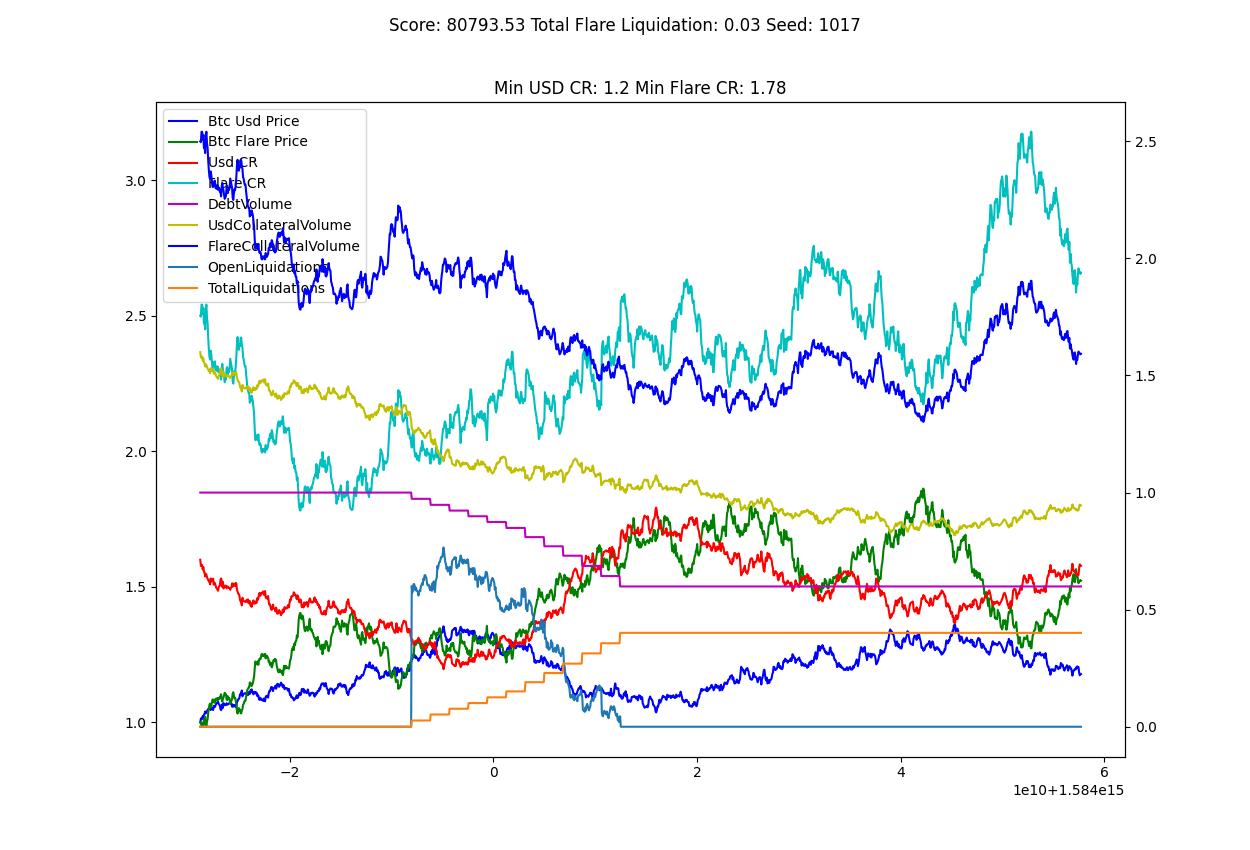 Score: 80793.53 Total Flare Liquidation: 0.03 Seed: 1017
Min USD CR: 1.2 Min Flare CR: 1.78
Btc Usd Price
Btc Flare Price
Usd CR
Flare CR
DebtVolume
UsdCollateralVolume
FlareCollateralVolume
OpenLiquidations
TotalLiquidations
3.0
2.5
2.0
1.5
1.0
2.5
2.0
1.5
1.0
0.5
0.0
−2 0 2 4 6
1e10+1.584e15